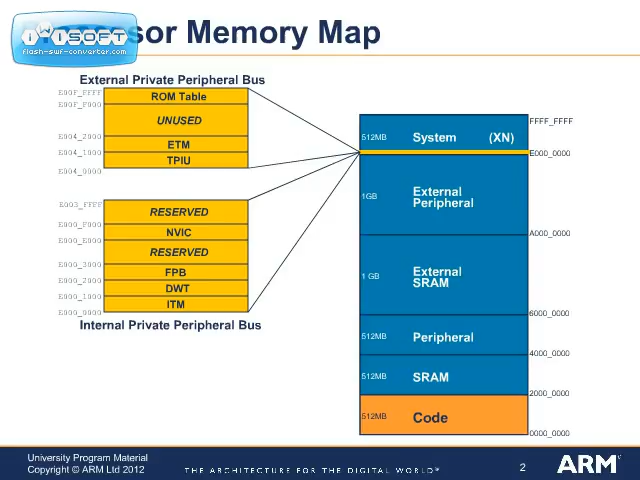 iWiSOFT
flash-swf-converter.com
sor Memory Map
External Private Peripheral Bus
E00F_FFFF
ROM Table
E00F_F000
UNUSED
E004_2000
ETM
E004_1000
TPIU
E004_0000
E003_FFFF
RESERVED
E000_F000
NVIC
E000_E000
RESERVED
E000_3000
FPB
E000_2000
DWT
E000_1000
ITM
E000_0000
Internal Private Peripheral Bus
FFFF_FFFF
512MB System (XN)
E000_0000
1GB External
Peripheral
A000_0000
1 GB External
SRAM
6000_0000
512MB Peripheral
4000_0000
512MB SRAM
2000_0000
512MB Code
0000_0000
University Program Material
Copyright © ARM Ltd 2012
THE ARCHITECTURE FOR THE DIGITAL WORLD®
2
ARM®